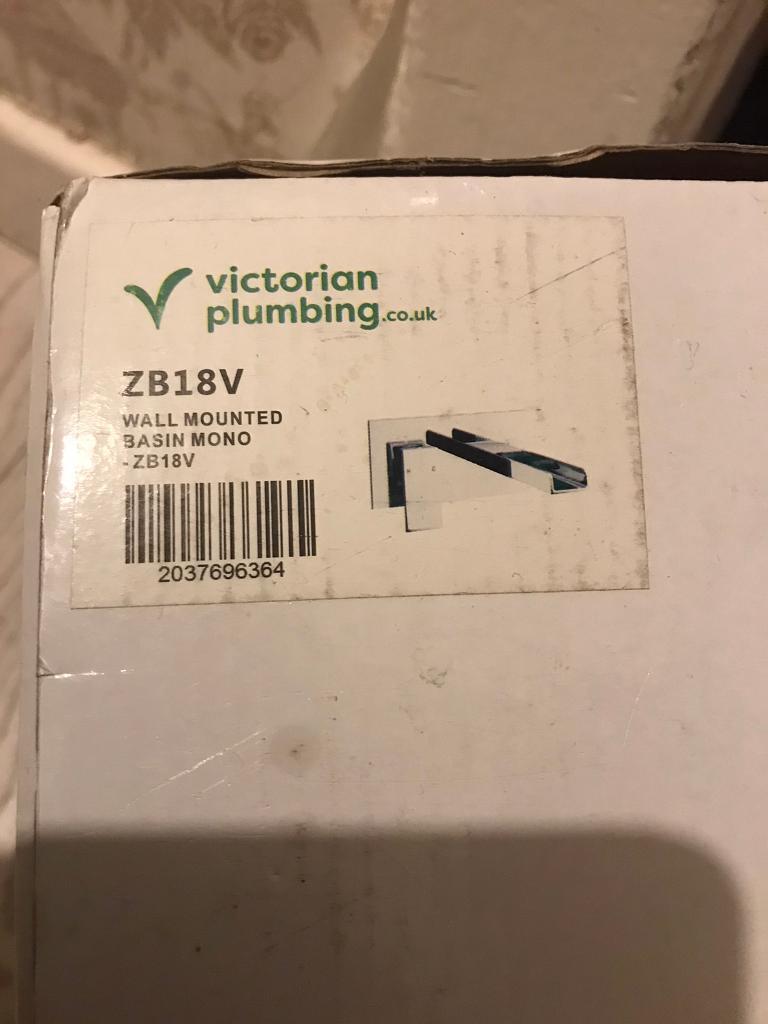 victorian
plumbing.co.uk
ZB18V
WALL MOUNTED
BASIN MONO
- ZB18V
2037696364